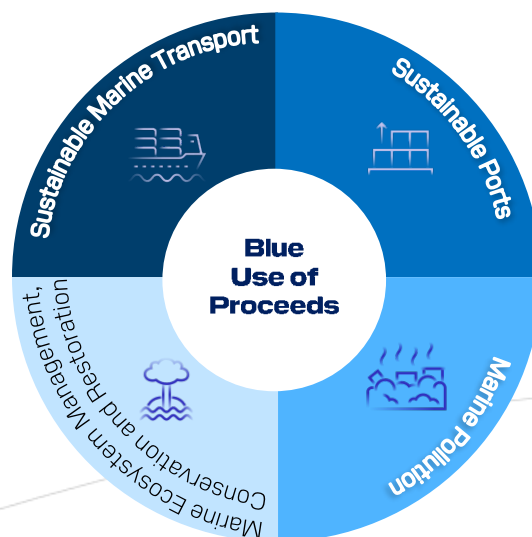 Sustainable Marine Transport
Sustainable Ports
Blue
Use of
Proceeds
Marine Ecosystem Management,
Conservation and Restoration
Marine Pollution